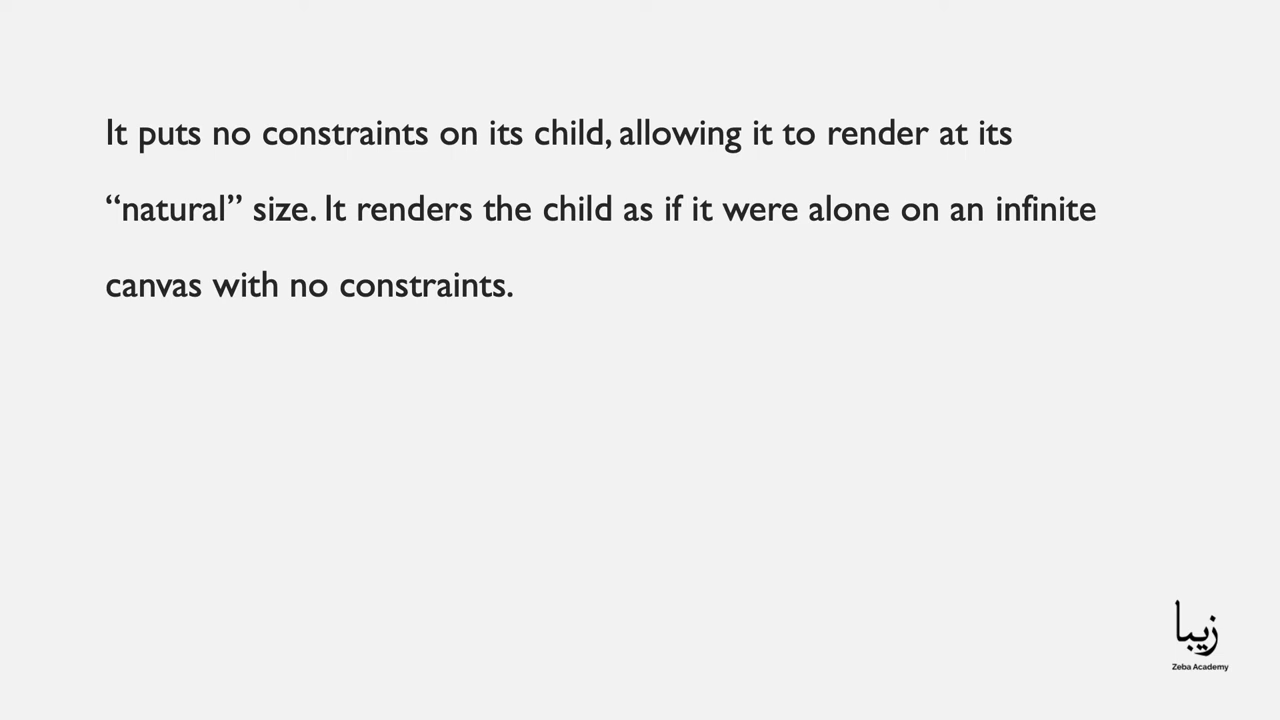 It puts no constraints on its child, allowing it to render at its
“natural” size. It renders the child as if it were alone on an infinite
canvas with no constraints.
زیبا
Zeba Academy